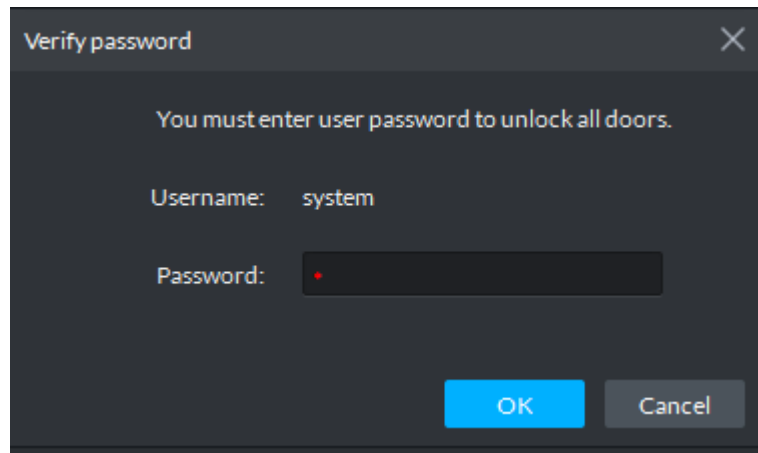 Verify password
You must enter user password to unlock all doors.
Username: system
Password:
OK Cancel